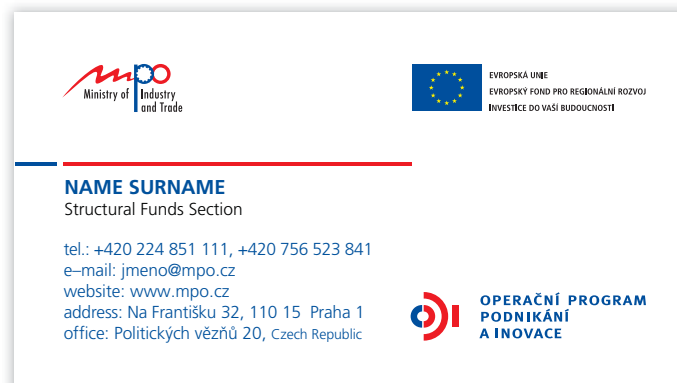 mpo
Ministry of Industry
and Trade
EVROPSKÁ UNIE
EVROPSKÝ FOND PRO REGIONÁLNÍ ROZVOJ
INVESTICE DO VAŠÍ BUDOUCNOSTI
NAME SURNAME
Structural Funds Section
tel.: +420 224 851 111, +420 756 523 841
e–mail: jmeno@mpo.cz
website: www.mpo.cz
address: Na Františku 32, 110 15 Praha 1
office: Politických vězňů 20, Czech Republic
OPERAČNÍ PROGRAM
PODNIKÁNÍ
A INOVACE